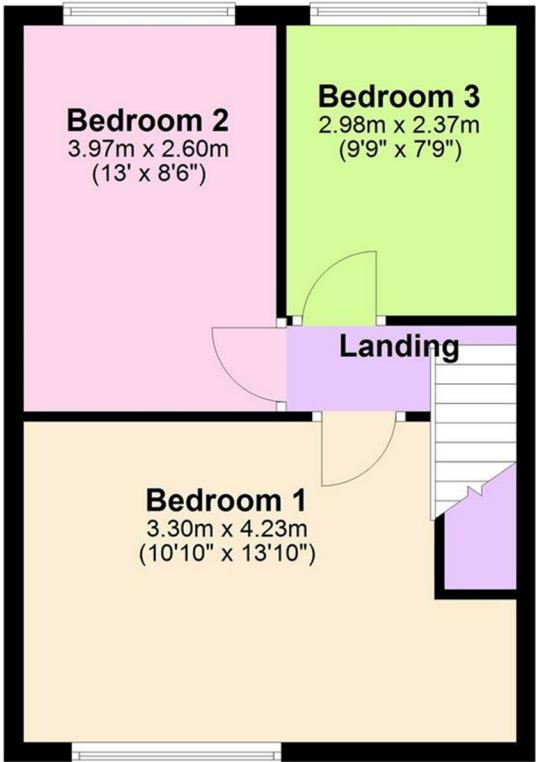 Bedroom 2
3.97m x 2.60m
(13' x 8'6")
Bedroom 3
2.98m x 2.37m
(9'9" x 7'9")
Landing
Bedroom 1
3.30m x 4.23m
(10'10" x 13'10")